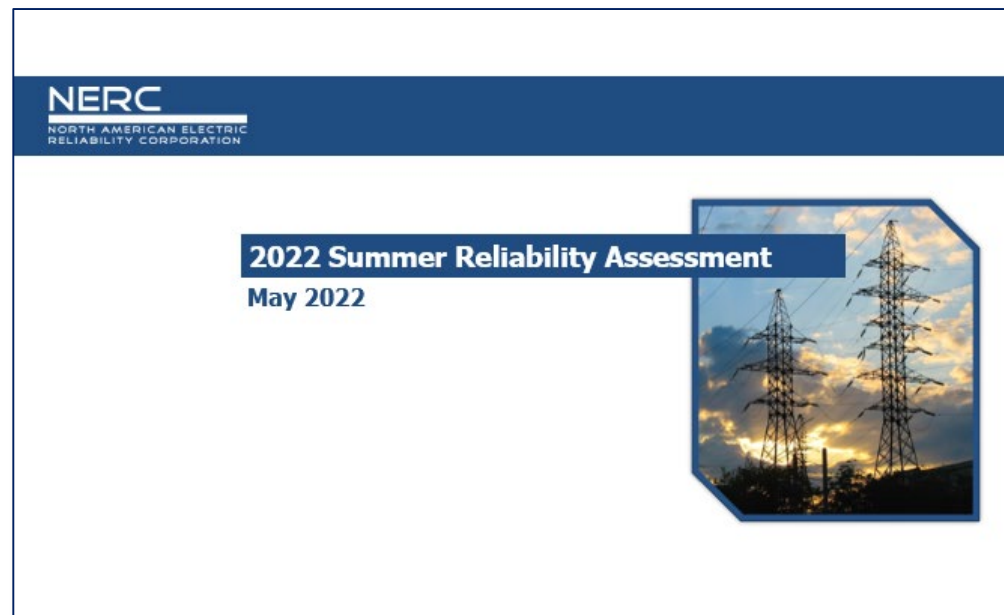 NERC
NORTH AMERICAN ELECTRIC
RELIABILITY CORPORATION
2022 Summer Reliability Assessment
May 2022